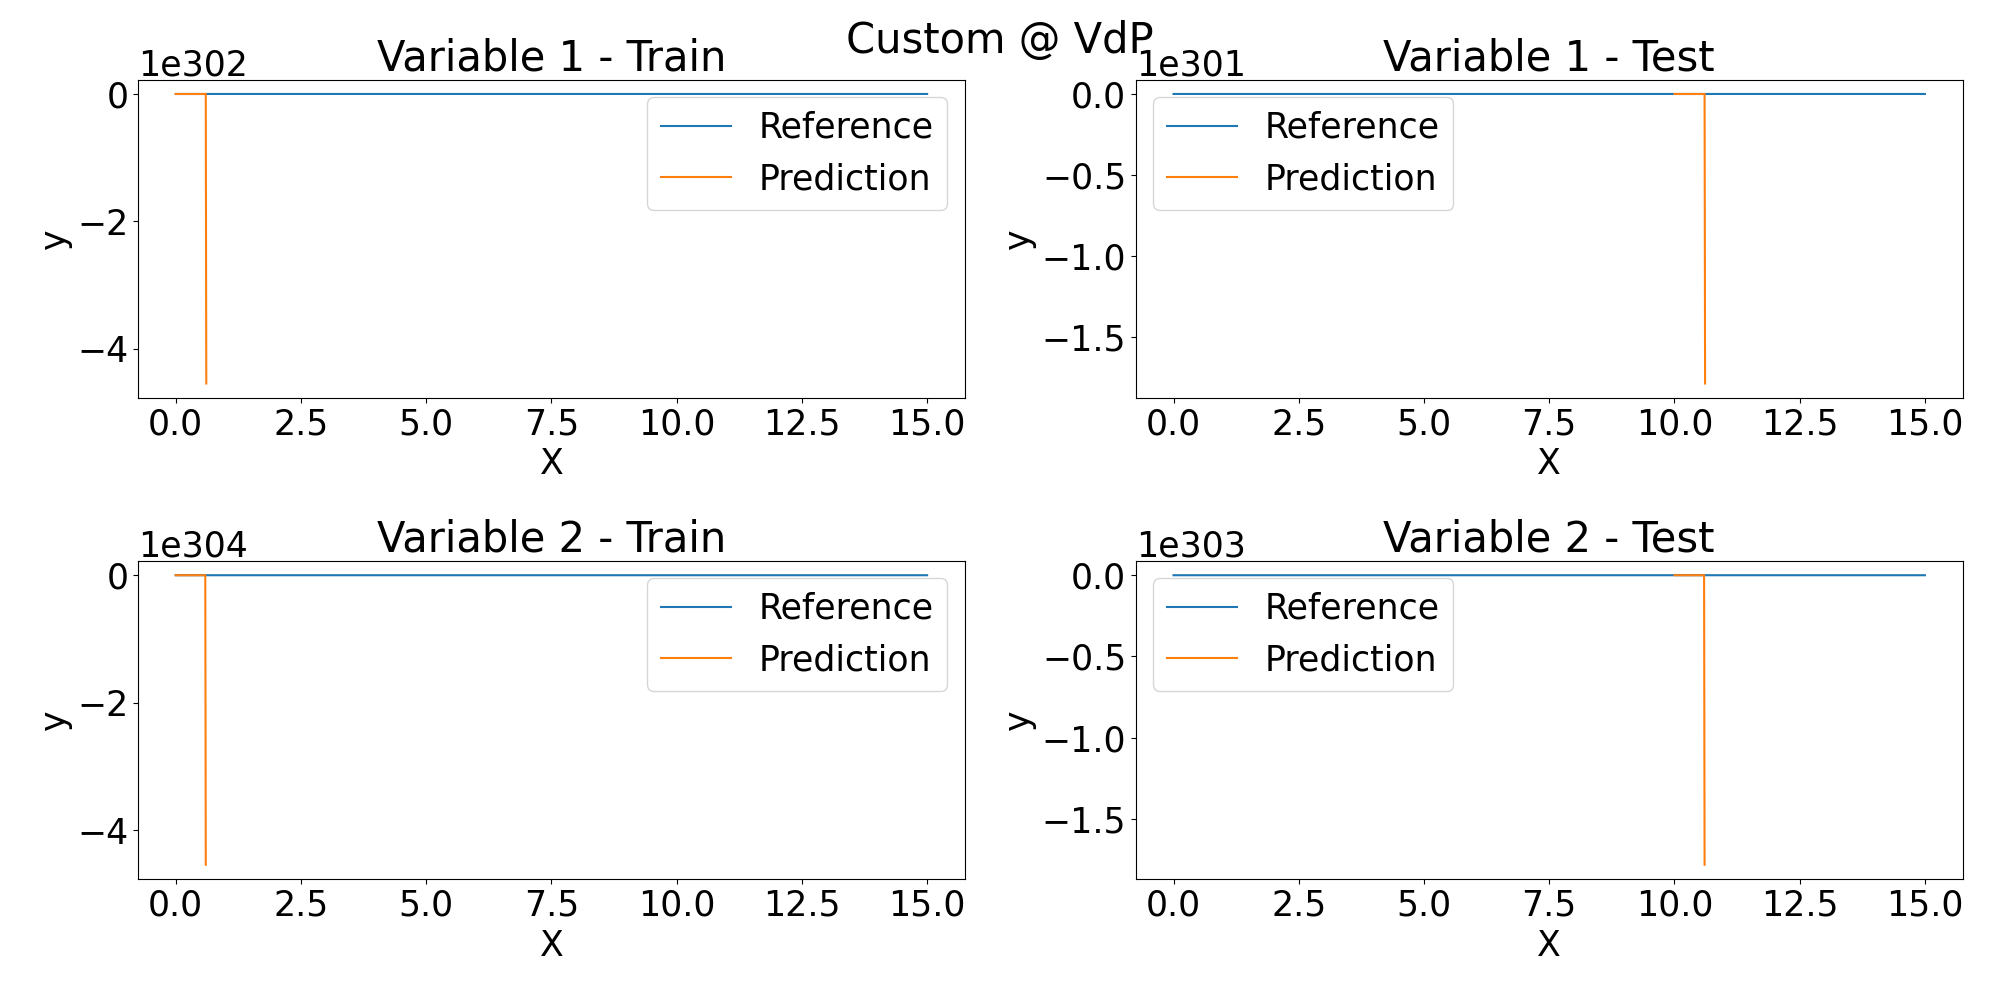 Custom @ VdP
Variable 1 - Train
1e302
0
−2
−4
y
Reference
Prediction
0.0 2.5 5.0 7.5 10.0 12.5 15.0
X
Variable 1 - Test
1e301
0.0
−0.5
−1.0
−1.5
y
Reference
Prediction
0.0 2.5 5.0 7.5 10.0 12.5 15.0
X
Variable 2 - Train
1e304
0
−2
−4
y
Reference
Prediction
0.0 2.5 5.0 7.5 10.0 12.5 15.0
X
Variable 2 - Test
1e303
0.0
−0.5
−1.0
−1.5
y
Reference
Prediction
0.0 2.5 5.0 7.5 10.0 12.5 15.0
X